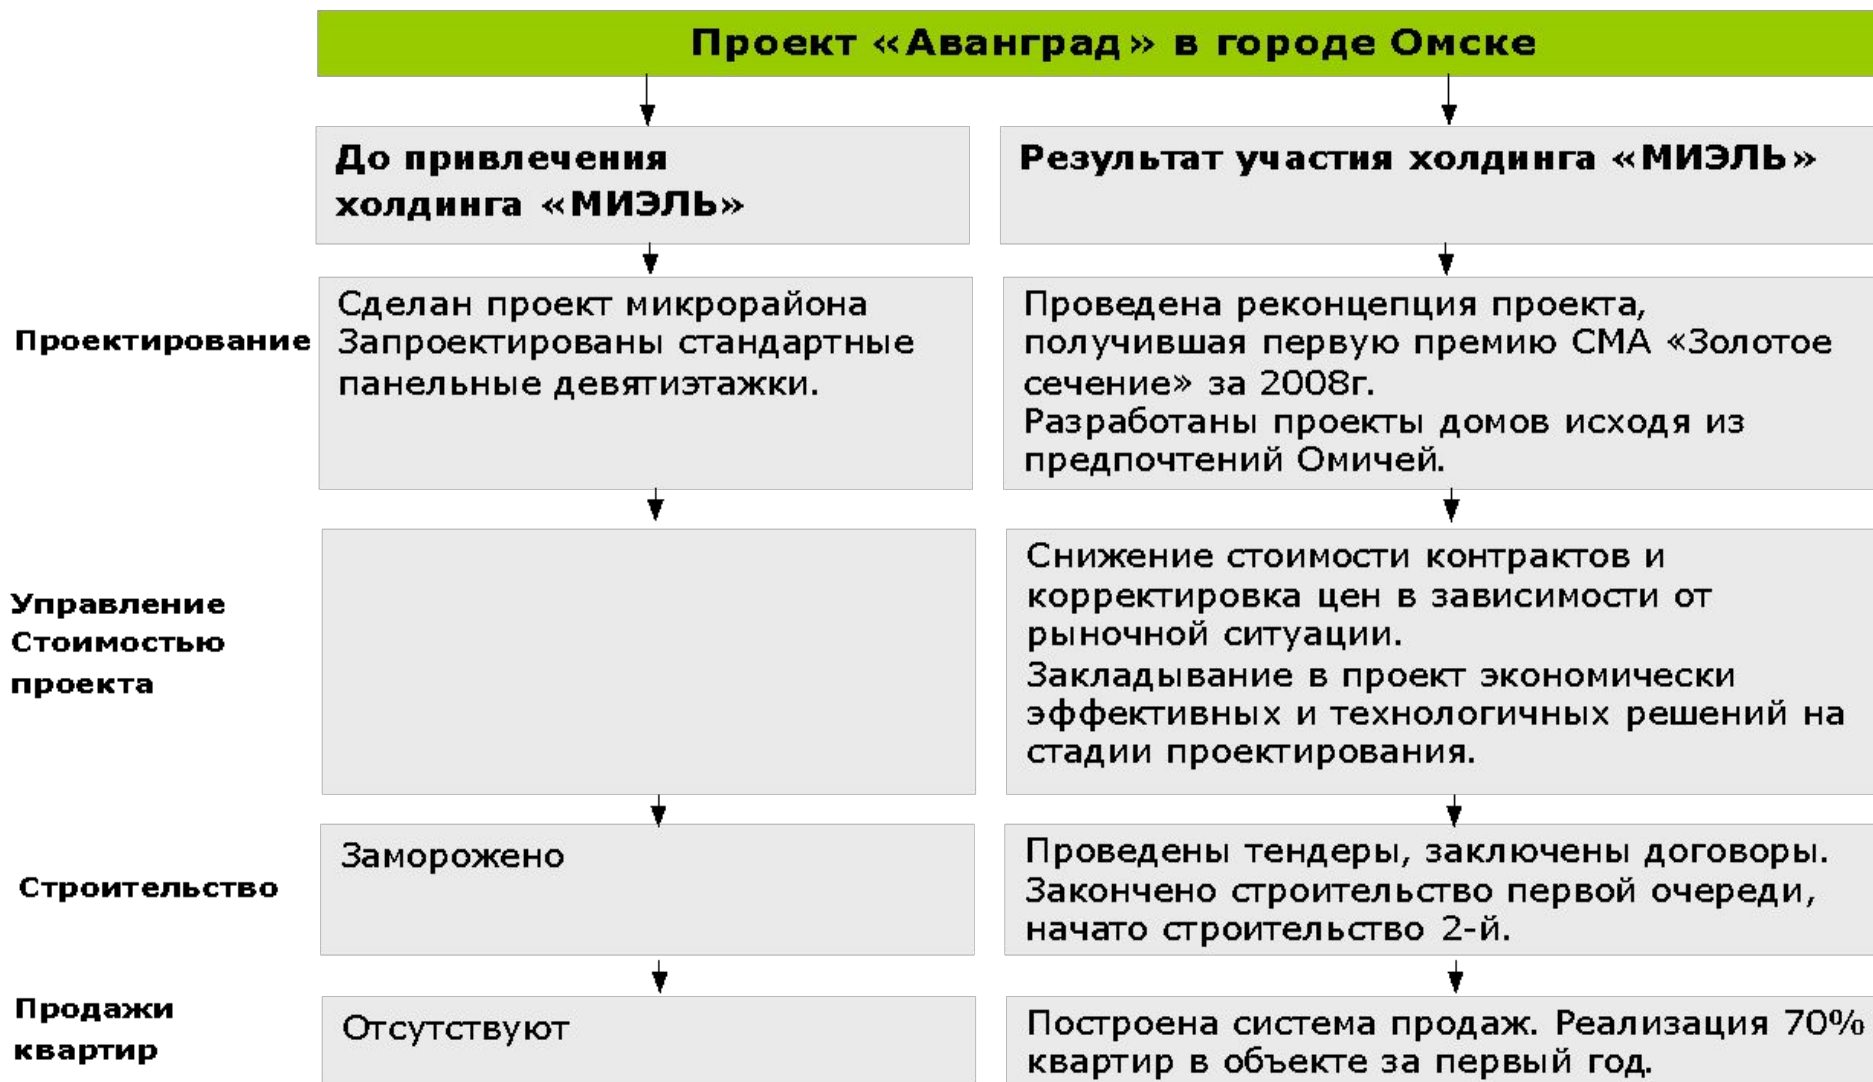 Проект «Аванград» в городе Омске
До привлечения
холдинга «МИЭЛЬ»
Результат участия холдинга «МИЭЛЬ»
Проектирование
Сделан проект микрорайона
Запроектированы стандартные
панельные девятиэтажки.
Проведена реконцепция проекта,
получившая первую премию СМА «Золотое
сечение» за 2008г.
Разработаны проекты домов исходя из
предпочтений Омичей.
Управление
Стоимостью
проекта
Снижение стоимости контрактов и
корректировка цен в зависимости от
рыночной ситуации.
Закладывание в проект экономически
эффективных и технологичных решений на
стадии проектирования.
Строительство
Заморожено
Проведены тендеры, заключены договоры.
Закончено строительство первой очереди,
начато строительство 2-й.
Продажи
квартир
Отсутствуют
Построена система продаж. Реализация 70%
квартир в объекте за первый год.